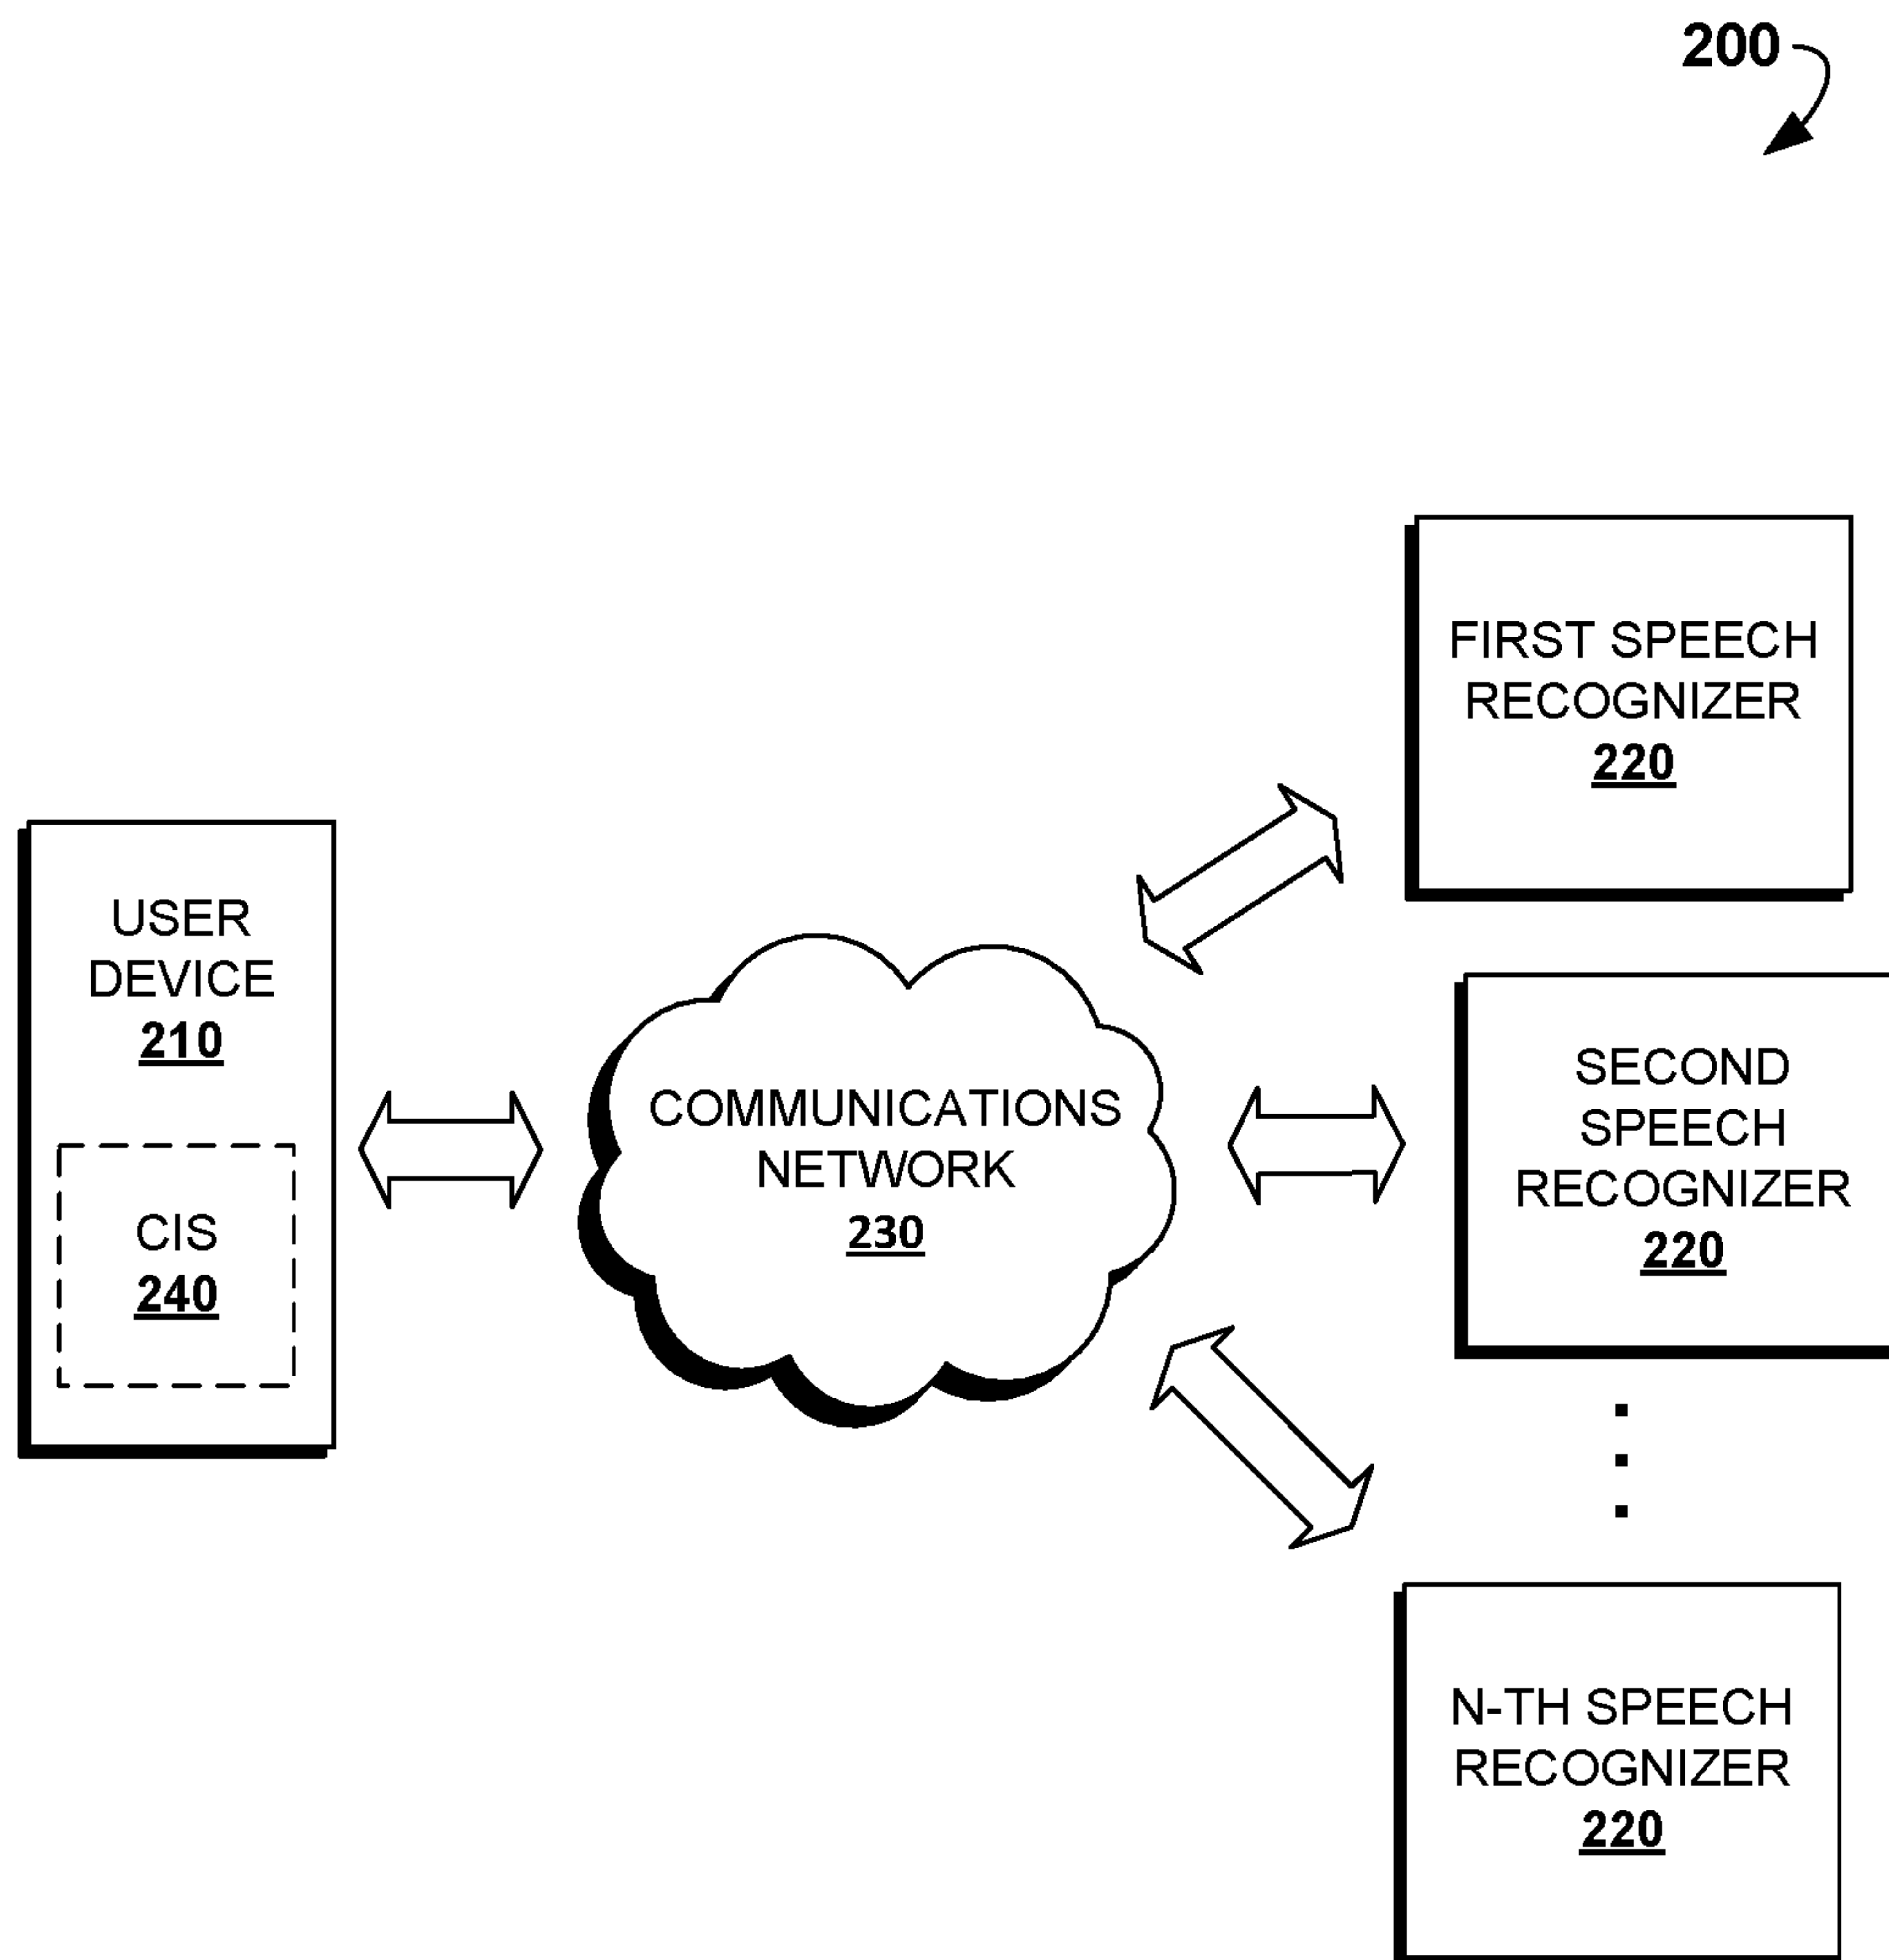 200
FIRST SPEECH
RECOGNIZER
220
USER
DEVICE
210
CIS
240
COMMUNICATIONS
NETWORK
230
SECOND
SPEECH
RECOGNIZER
220
N-TH SPEECH
RECOGNIZER
220